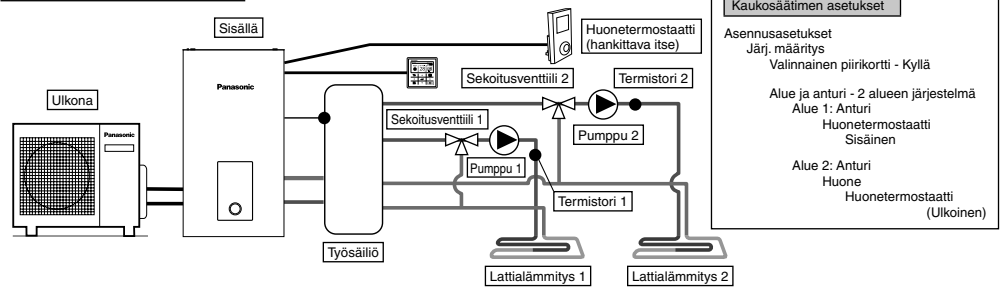 Sisällä
Huonetermostaatti
(hankittava itse)
Sekoitusventtiili 2
Termistori 2
Ulkona
Panasonic
Panasonic
Sekoitusventtiili 1
Pumppu 2
Pumppu 1
Termistori 1
Työsäiliö
Lattialämmitys 1
Lattialämmitys 2
Kaukosäätimen asetukset
Asennusasetukset
Järj. määritys
Valinnainen piirikortti - Kyllä
Alue ja anturi - 2 alueen järjestelmä
Alue 1: Anturi
Huonetermostaatti
Sisäinen
Alue 2: Anturi
Huone
Huonetermostaatti
(Ulkoinen)